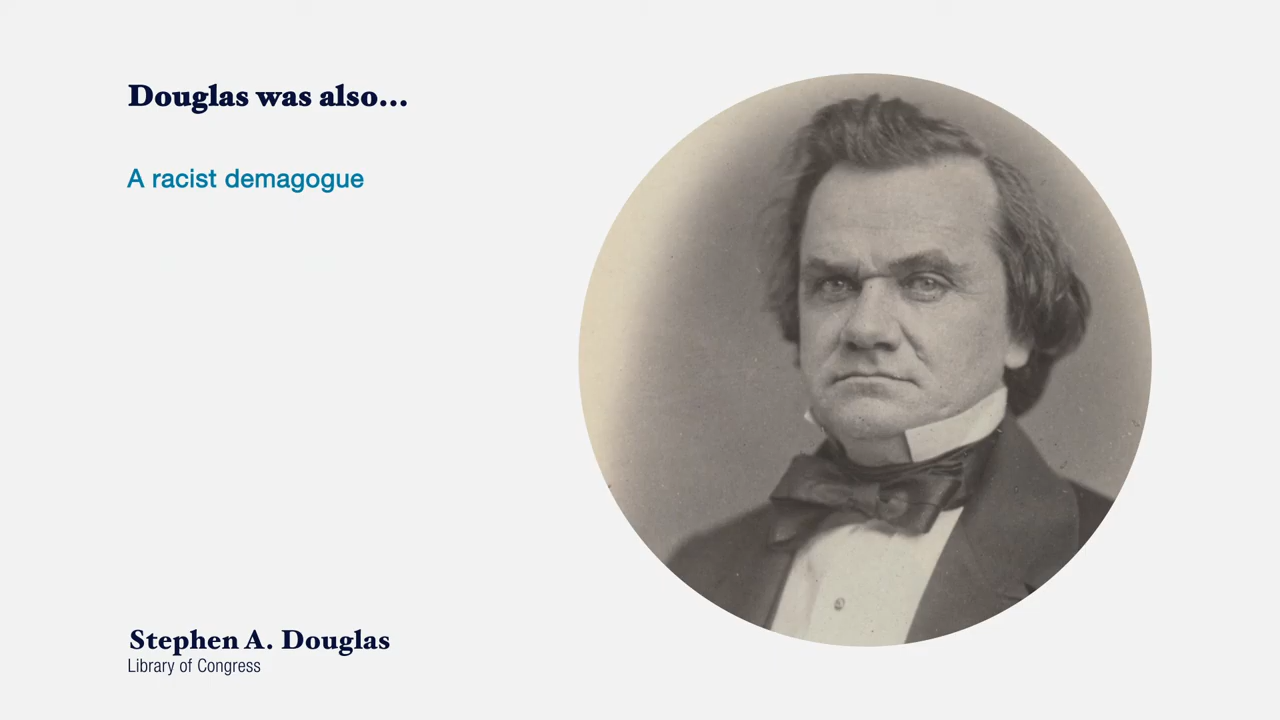 Douglas was also...
A racist demagogue
Stephen A. Douglas
Library of Congress